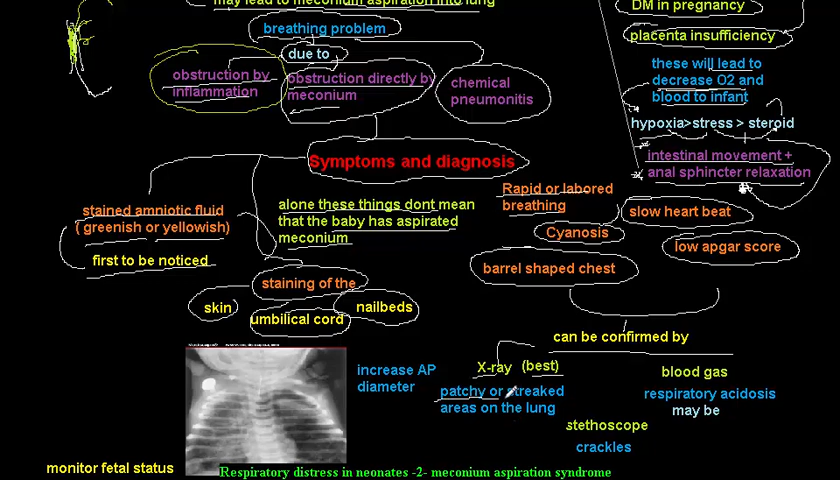 may lead to meconium aspiration into lung
breathing problem
due to
obstruction by
inflammation
obstruction directly by
meconium
chemical
pneumonitis
DM in pregnancy
placenta insufficiency
these will lead to
decrease O2 and
blood to infant
hypoxia>stress > steroid
intestinal movement +
anal sphincter relaxation
Symptoms and diagnosis
stained amniotic fluid
( greenish or yellowish)
first to be noticed
alone these things dont mean
that the baby has aspirated
meconium
staining of the
skin
umbilical cord
nailbeds
Rapid or labored
breathing
Cyanosis
barrel shaped chest
slow heart beat
low apgar score
can be confirmed by
X-ray (best)
patchy or streaked
areas on the lung
increase AP
diameter
blood gas
respiratory acidosis
may be
stethoscope
crackles
monitor fetal status
Respiratory distress in neonates -2- meconium aspiration syndrome